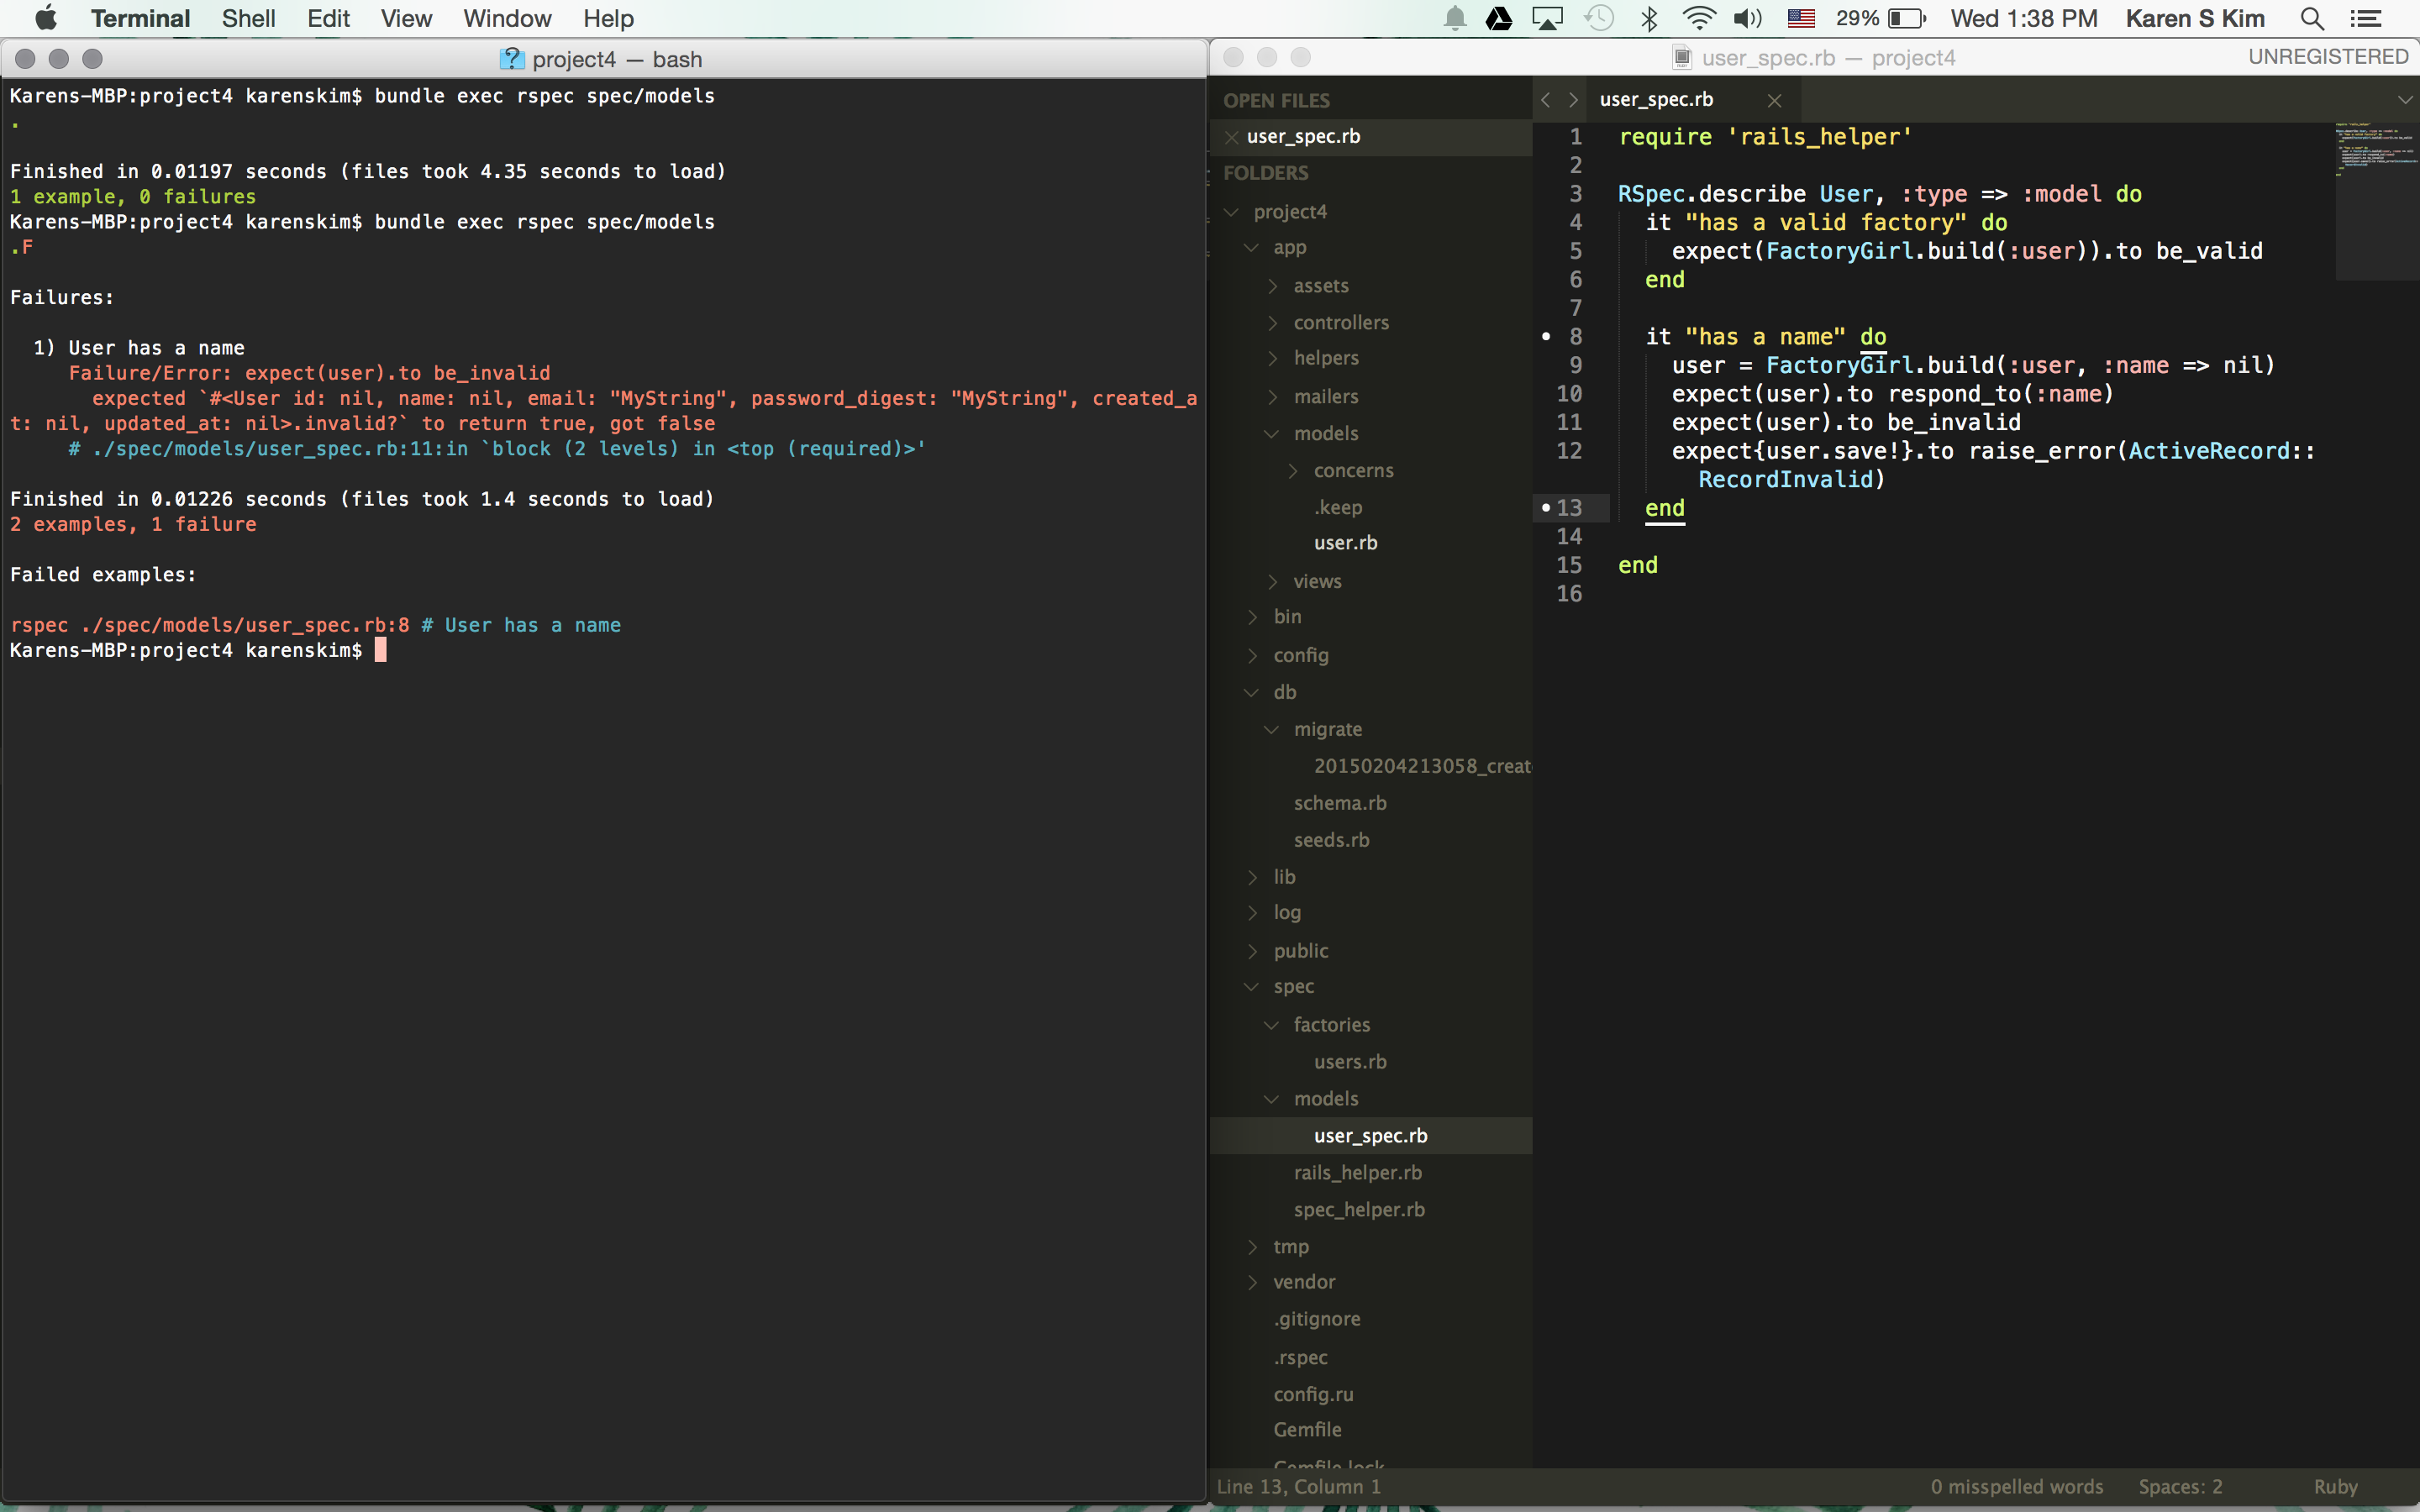 Terminal Shell Edit View Window Help 29% Wed 1:38 PM Karen S Kim
project4 — bash
Karens-MBP:project4 karenskim$ bundle exec rspec spec/models
.
Finished in 0.01197 seconds (files took 4.35 seconds to load)
1 example, 0 failures
Karens-MBP:project4 karenskim$ bundle exec rspec spec/models
.F
Failures:
1) User has a name
Failure/Error: expect(user).to be_invalid
expected `#<User id: nil, name: nil, email: "MyString", password_digest: "MyString", created_a
t: nil, updated_at: nil>.invalid?` to return true, got false
# ./spec/models/user_spec.rb:11:in `block (2 levels) in <top (required)>'
Finished in 0.01226 seconds (files took 1.4 seconds to load)
2 examples, 1 failure
Failed examples:
rspec ./spec/models/user_spec.rb:8 # User has a name
Karens-MBP:project4 karenskim$
user_spec.rb — project4
UNREGISTERED
OPEN FILES
user_spec.rb
FOLDERS
project4
app
assets
controllers
helpers
mailers
models
concerns
.keep
user.rb
views
bin
config
db
migrate
20150204213058_creat
schema.rb
seeds.rb
lib
log
public
spec
factories
users.rb
models
user_spec.rb
rails_helper.rb
spec_helper.rb
tmp
vendor
.gitignore
.rspec
config.ru
Gemfile
Gemfile.lock
user_spec.rb
1 require 'rails_helper'
2
3 RSpec.describe User, :type => :model do
4 it "has a valid factory" do
5 expect(FactoryGirl.build(:user)).to be_valid
6 end
7
8 it "has a name" do
9 user = FactoryGirl.build(:user, :name => nil)
10 expect(user).to respond_to(:name)
11 expect(user).to be_invalid
12 expect{user.save!}.to raise_error(ActiveRecord::
RecordInvalid)
13 end
14
15 end
16
Line 13, Column 1
0 misspelled words Spaces: 2 Ruby